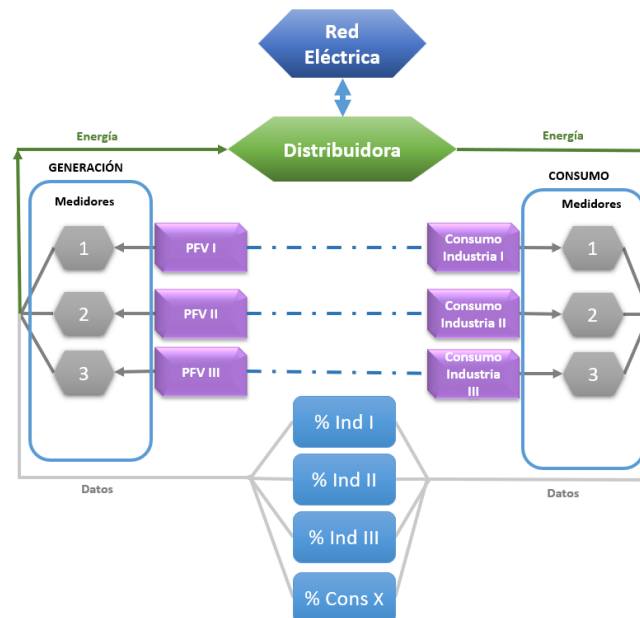 Red
Eléctrica
Energía
Distribuidora
Energía
GENERACIÓN
CONSUMO
Medidores
Medidores
1
PFV I
Consumo
Industria I
1
2
PFV II
Consumo
Industria II
2
3
PFV III
Consumo
Industria
III
3
% Ind I
% Ind II
Datos
Datos
% Ind III
% Cons X